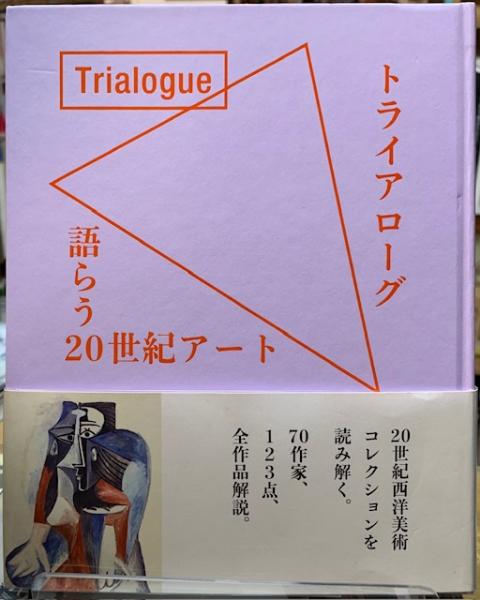 Trialogue
トライアローグ
語らう
20世紀アート
20世紀西洋美術
コレクションを
読み解く。
70作家、
123点、
全作品解説。